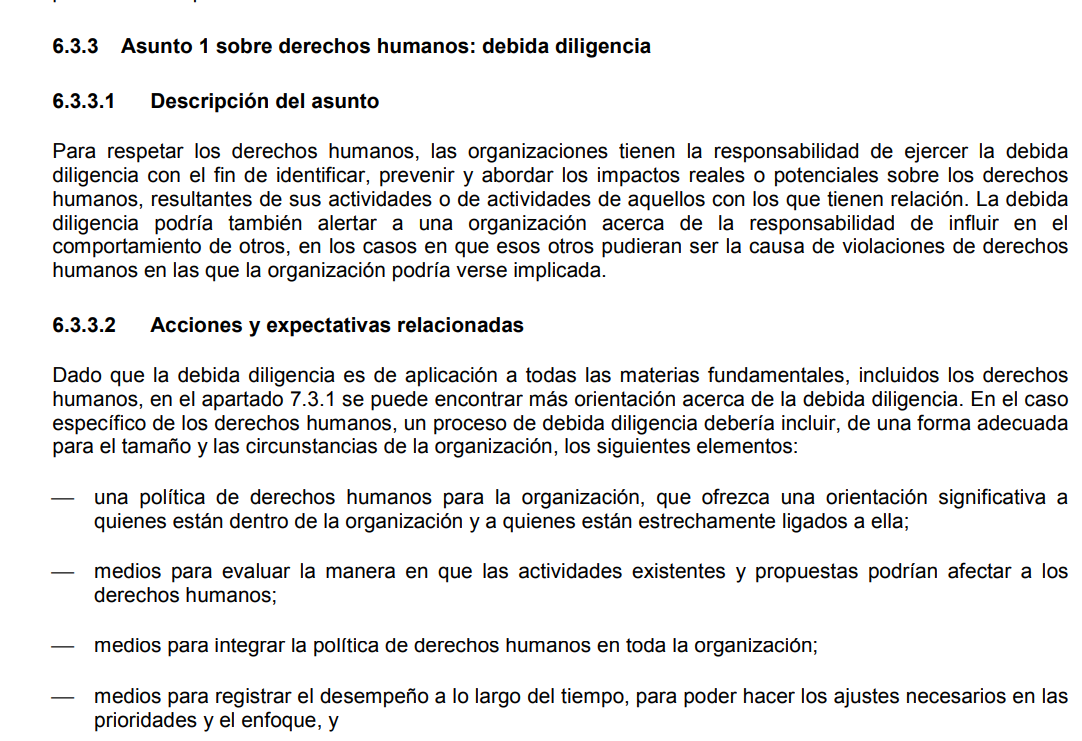 6.3.3 Asunto 1 sobre derechos humanos: debida diligencia
6.3.3.1 Descripción del asunto
Para respetar los derechos humanos, las organizaciones tienen la responsabilidad de ejercer la debida
diligencia con el fin de identificar, prevenir y abordar los impactos reales o potenciales sobre los derechos
humanos, resultantes de sus actividades o de actividades de aquellos con los que tienen relación. La debida
diligencia podría también alertar a una organización acerca de la responsabilidad de influir en el
comportamiento de otros, en los casos en que esos otros pudieran ser la causa de violaciones de derechos
humanos en las que la organización podría verse implicada.
6.3.3.2 Acciones y expectativas relacionadas
Dado que la debida diligencia es de aplicación a todas las materias fundamentales, incluidos los derechos
humanos, en el apartado 7.3.1 se puede encontrar más orientación acerca de la debida diligencia. En el caso
específico de los derechos humanos, un proceso de debida diligencia debería incluir, de una forma adecuada
para el tamaño y las circunstancias de la organización, los siguientes elementos:
— una política de derechos humanos para la organización, que ofrezca una orientación significativa a
quienes están dentro de la organización y a quienes están estrechamente ligados a ella;
— medios para evaluar la manera en que las actividades existentes y propuestas podrían afectar a los
derechos humanos;
— medios para integrar la política de derechos humanos en toda la organización;
— medios para registrar el desempeño a lo largo del tiempo, para poder hacer los ajustes necesarios en las
prioridades y el enfoque, y